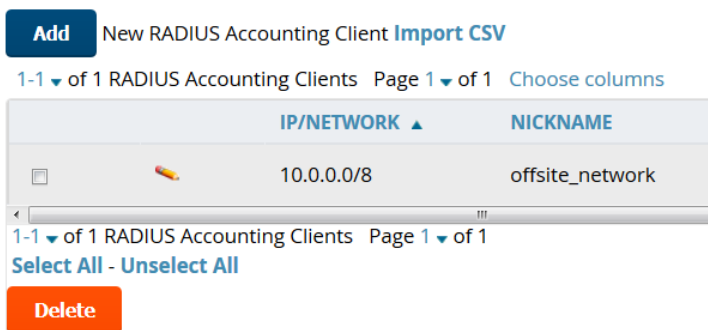 Add New RADIUS Accounting Client Import CSV
1-1 of 1 RADIUS Accounting Clients Page 1 of 1 Choose columns
IP/NETWORK NICKNAME
10.0.0.0/8 offsite_network
1-1 of 1 RADIUS Accounting Clients Page 1 of 1
Select All - Unselect All
Delete